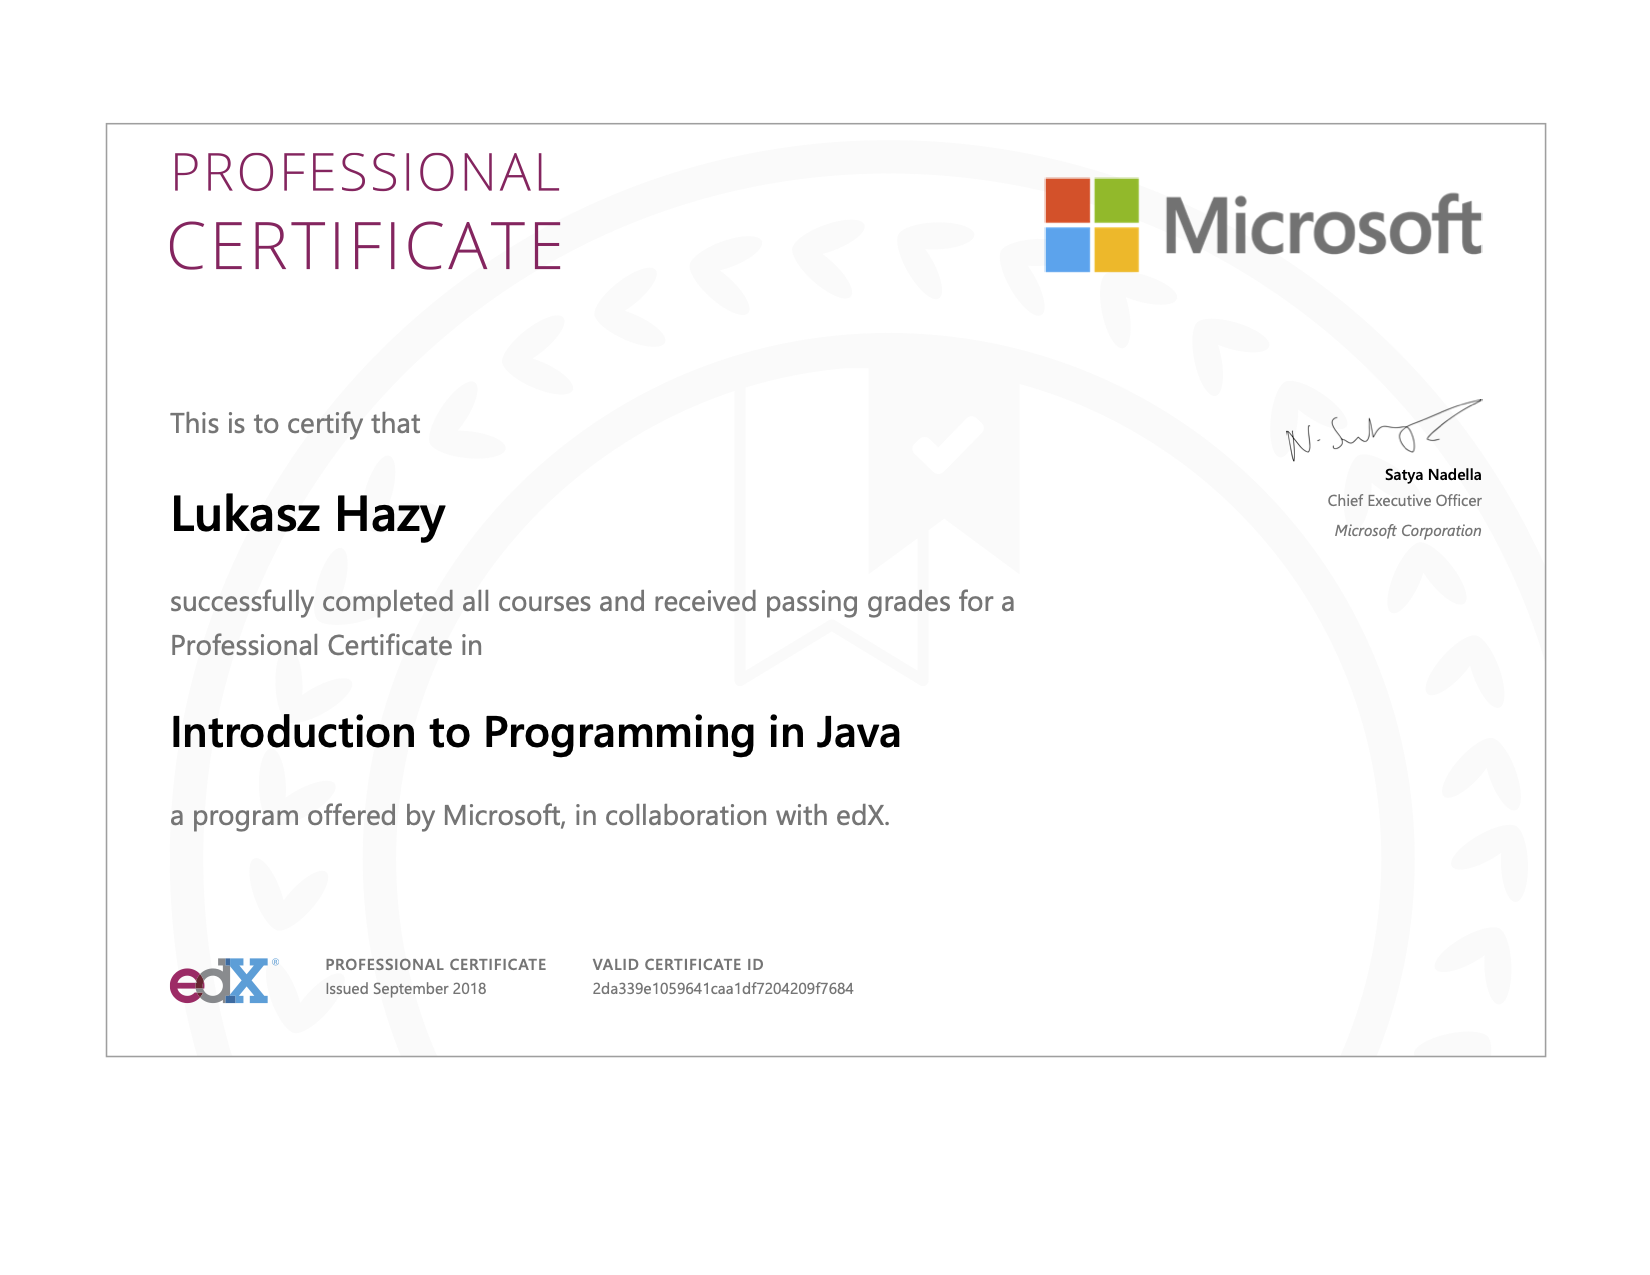 PROFESSIONAL
CERTIFICATE
Microsoft
This is to certify that
Lukasz Hazy
successfully completed all courses and received passing grades for a
Professional Certificate in
Introduction to Programming in Java
a program offered by Microsoft, in collaboration with edX.
N. Satya
Satya Nadella
Chief Executive Officer
Microsoft Corporation
edX®
PROFESSIONAL CERTIFICATE
Issued September 2018
VALID CERTIFICATE ID
2da339e1059641caa1df7204209f7684